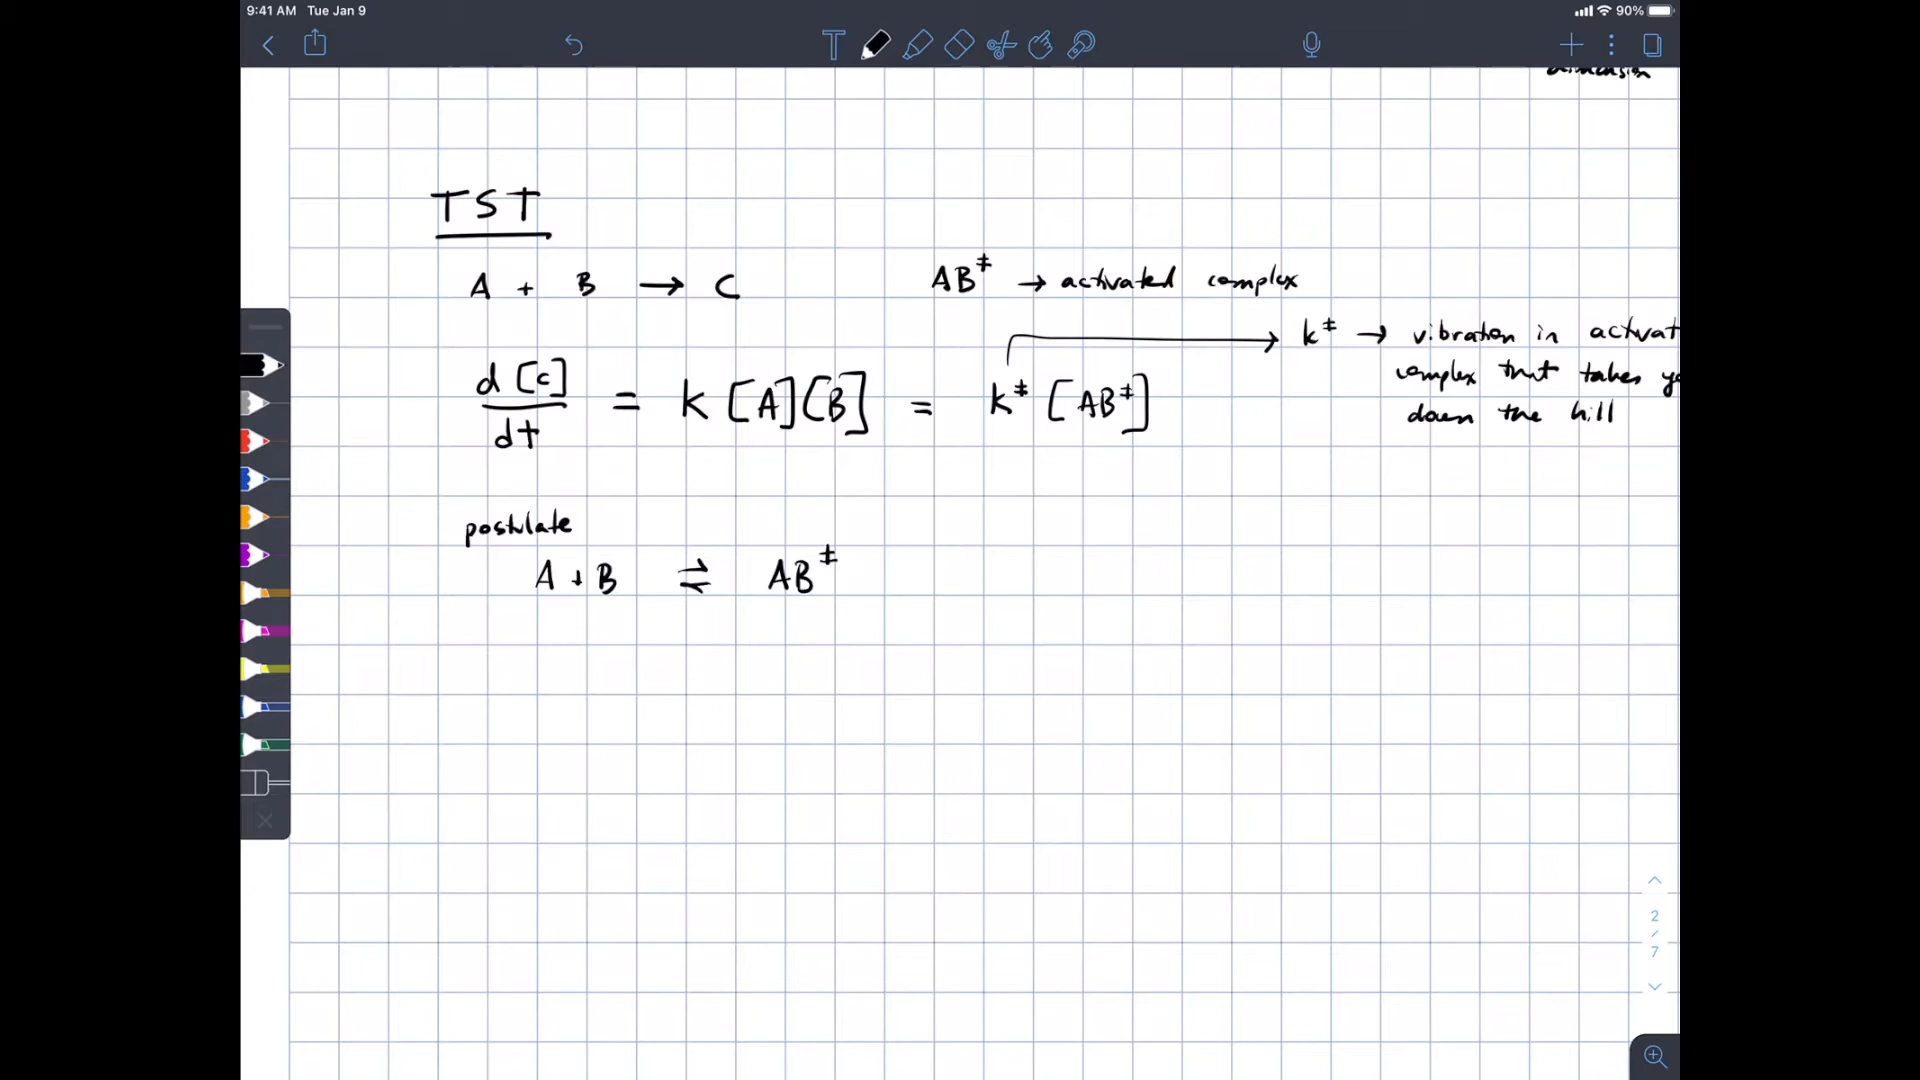 9:41 AM Tue Jan 9
90%
dimension
TST
A + B → C
AB‡ → activated complex
k‡ → vibration in activat
complex that takes y
down the hill
d[C]/dt = k[A][B] = k‡[AB‡]
postulate
A + B ⇌ AB‡
2
/
7